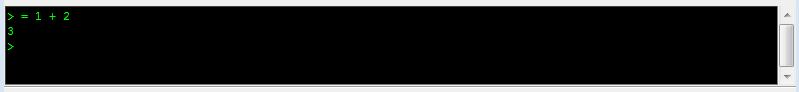 > = 1 + 2
3
>